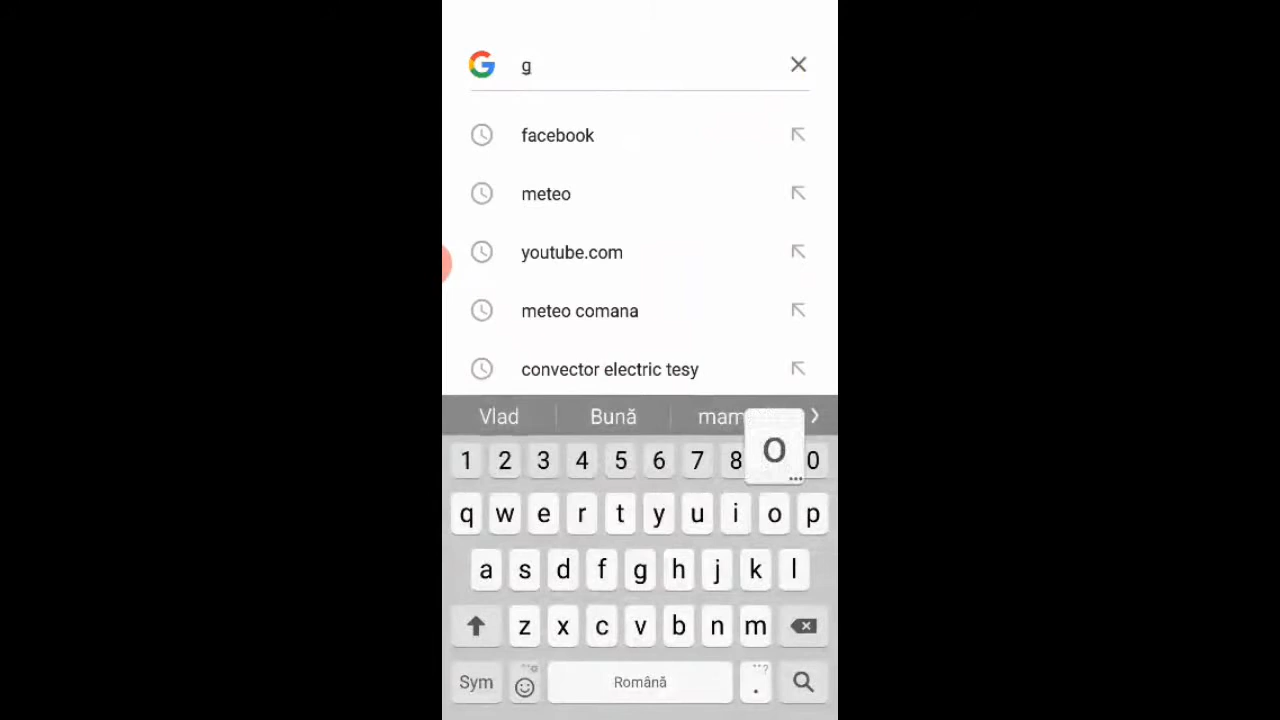 g
facebook
meteo
youtube.com
meteo comana
convector electric tesy
Vlad Bună
1 2 3 4 5 6 7 8 o 0
q w e r t y u i o p
a s d f g h j k l
z x c v b n m
Sym Română .